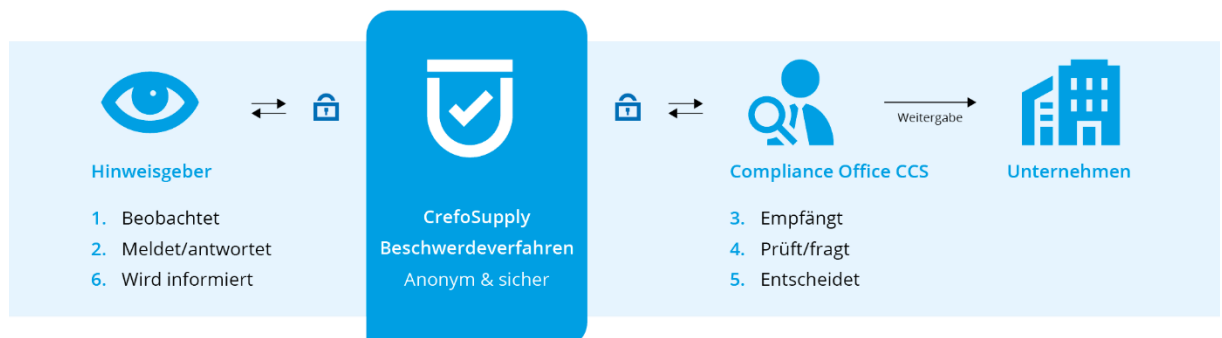 Weitergabe
Hinweisgeber
1. Beobachtet
2. Meldet/antwortet
6. Wird informiert
CrefoSupply
Beschwerdeverfahren
Anonym & sicher
Compliance Office CCS
3. Empfängt
4. Prüft/fragt
5. Entscheidet
Unternehmen